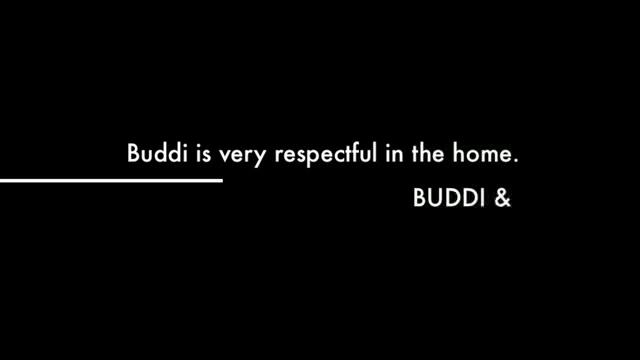 Buddi is very respectful in the home.
BUDDI &